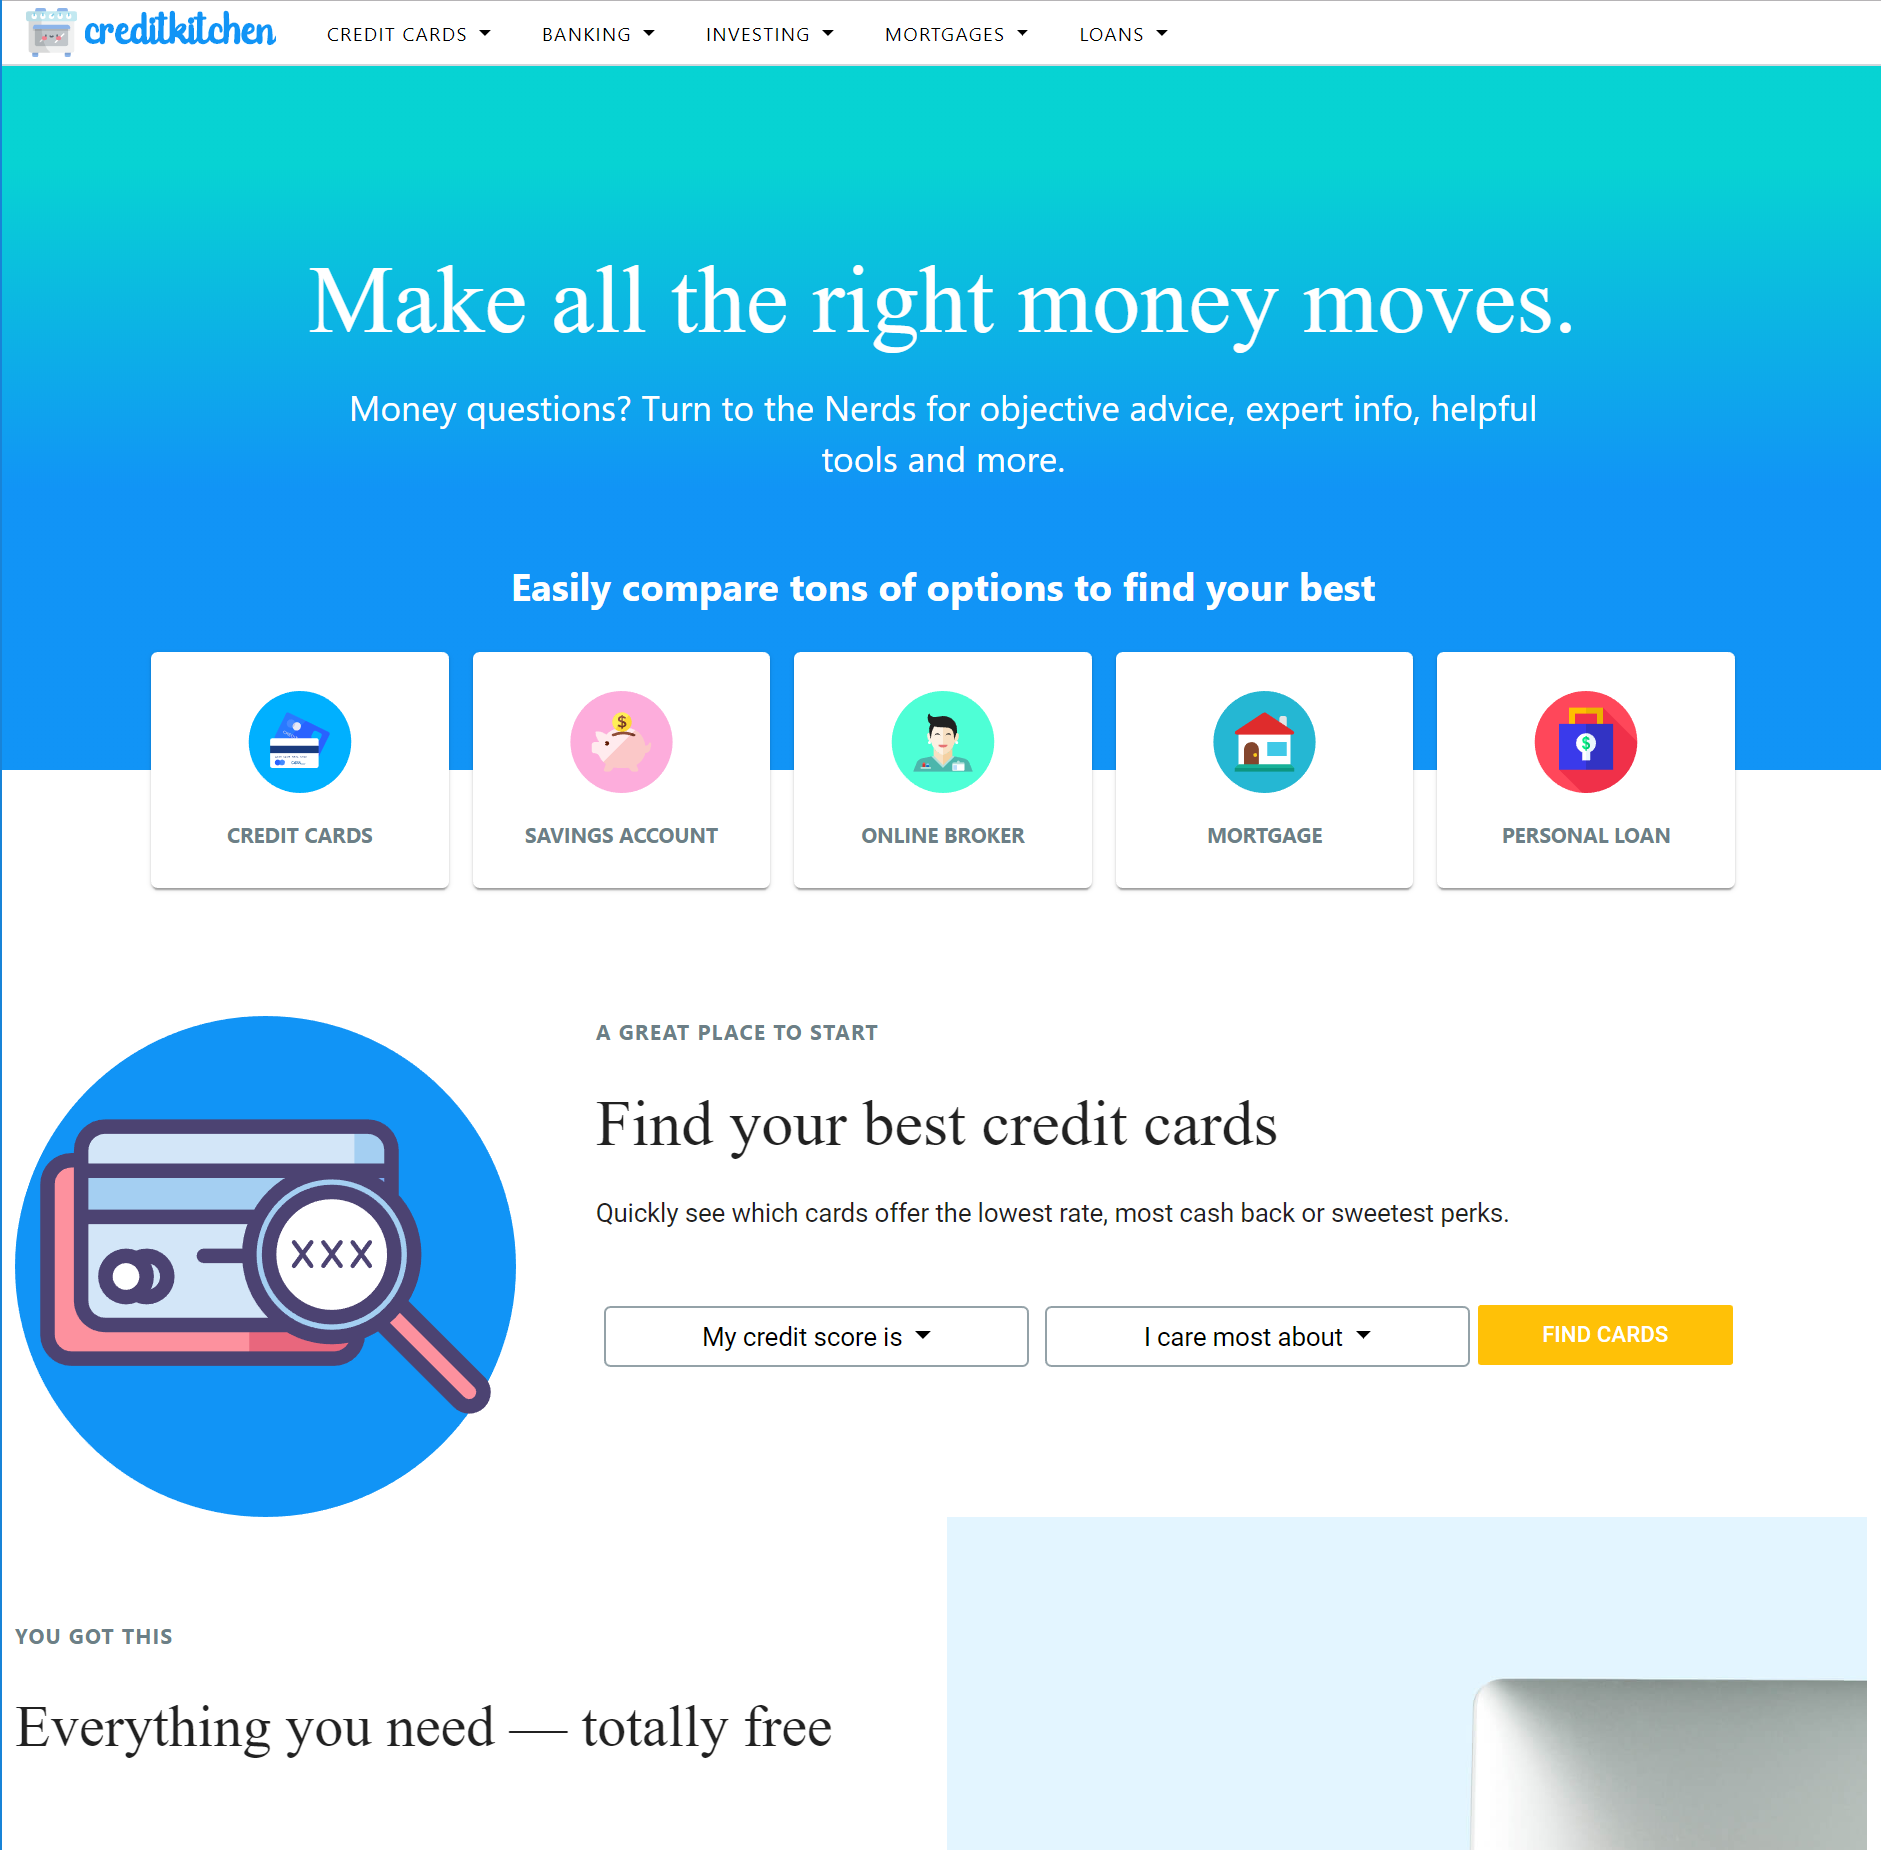 creditkitchen
CREDIT CARDS BANKING INVESTING MORTGAGES LOANS
Make all the right money moves.
Money questions? Turn to the Nerds for objective advice, expert info, helpful
tools and more.
Easily compare tons of options to find your best
CREDIT CARDS
SAVINGS ACCOUNT
ONLINE BROKER
MORTGAGE
PERSONAL LOAN
A GREAT PLACE TO START
Find your best credit cards
Quickly see which cards offer the lowest rate, most cash back or sweetest perks.
XXX
My credit score is
I care most about
FIND CARDS
YOU GOT THIS
Everything you need — totally free